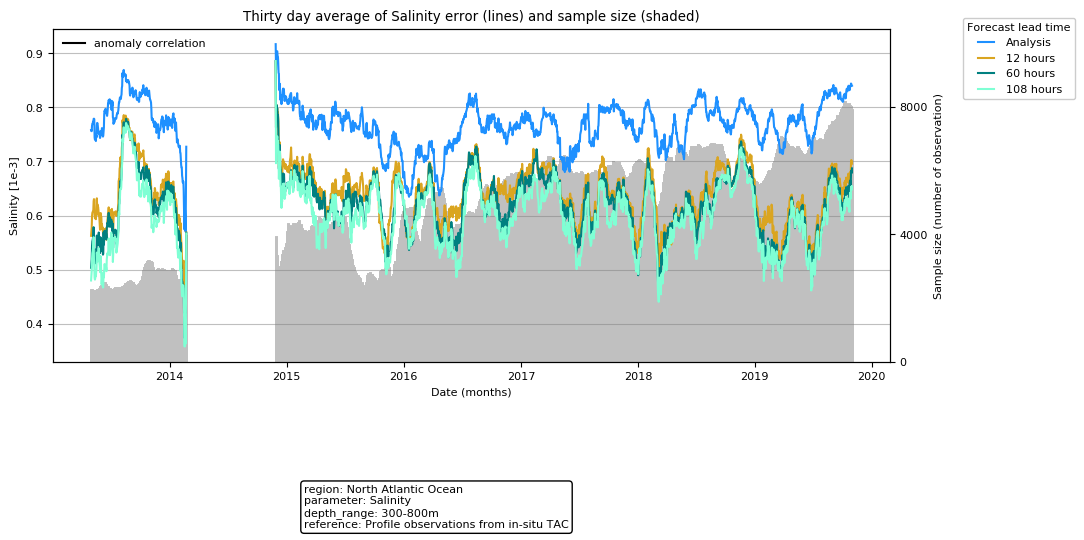 Thirty day average of Salinity error (lines) and sample size (shaded)
Forecast lead time
Analysis
12 hours
60 hours
108 hours
anomaly correlation
0.9
0.8
0.7
0.6
0.5
0.4
Salinity [1e-3]
8000
4000
0
Sample size (number of observation)
2014
2015
2016
2017
2018
2019
2020
Date (months)
region: North Atlantic Ocean
parameter: Salinity
depth_range: 300-800m
reference: Profile observations from in-situ TAC